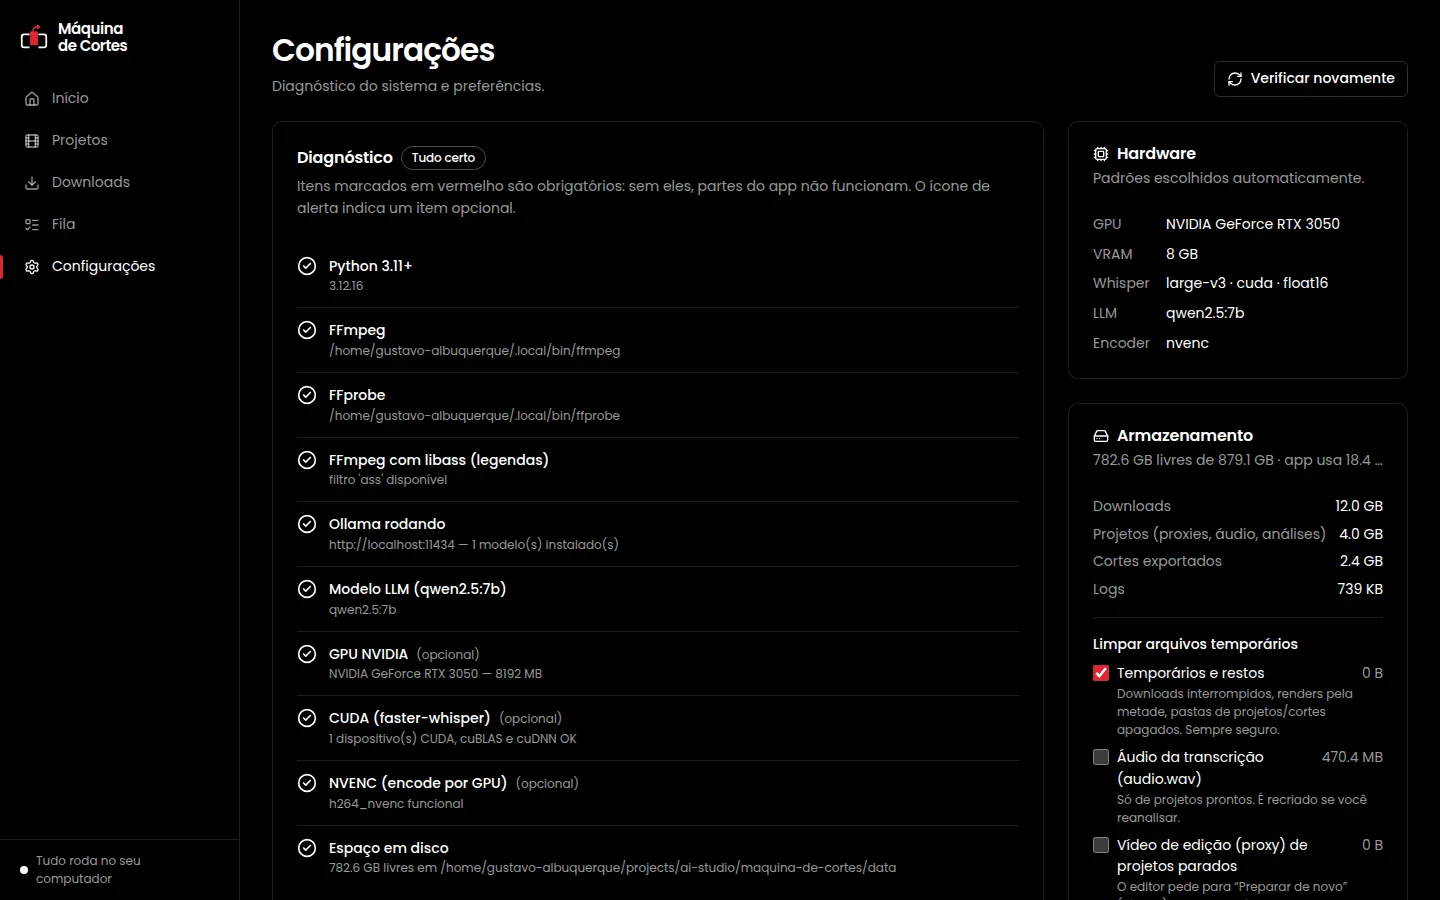 Máquina
de Cortes
Início
Projetos
Downloads
Fila
Configurações
Tudo roda no seu
computador
Configurações
Diagnóstico do sistema e preferências.
Verificar novamente
Diagnóstico Tudo certo
Itens marcados em vermelho são obrigatórios: sem eles, partes do app não funcionam. O ícone de
alerta indica um item opcional.
Python 3.11+
3.12.16
FFmpeg
/home/gustavo-albuquerque/.local/bin/ffmpeg
FFprobe
/home/gustavo-albuquerque/.local/bin/ffprobe
FFmpeg com libass (legendas)
filtro 'ass' disponível
Ollama rodando
http://localhost:11434 — 1 modelo(s) instalado(s)
Modelo LLM (qwen2.5:7b)
qwen2.5:7b
GPU NVIDIA (opcional)
NVIDIA GeForce RTX 3050 — 8192 MB
CUDA (faster-whisper) (opcional)
1 dispositivo(s) CUDA, cuBLAS e cuDNN OK
NVENC (encode por GPU) (opcional)
h264_nvenc funcional
Espaço em disco
782.6 GB livres em /home/gustavo-albuquerque/projects/ai-studio/maquina-de-cortes/data
Hardware
Padrões escolhidos automaticamente.
GPU NVIDIA GeForce RTX 3050
VRAM 8 GB
Whisper large-v3 · cuda · float16
LLM qwen2.5:7b
Encoder nvenc
Armazenamento
782.6 GB livres de 879.1 GB · app usa 18.4 …
Downloads 12.0 GB
Projetos (proxies, áudio, análises) 4.0 GB
Cortes exportados 2.4 GB
Logs 739 KB
Limpar arquivos temporários
Temporários e restos 0 B
Downloads interrompidos, renders pela
metade, pastas de projetos/cortes
apagados. Sempre seguro.
Áudio da transcrição 470.4 MB
(audio.wav)
Só de projetos prontos. É recriado se você
reanalisar.
Vídeo de edição (proxy) de 0 B
projetos parados
O editor pede para “Preparar de novo”